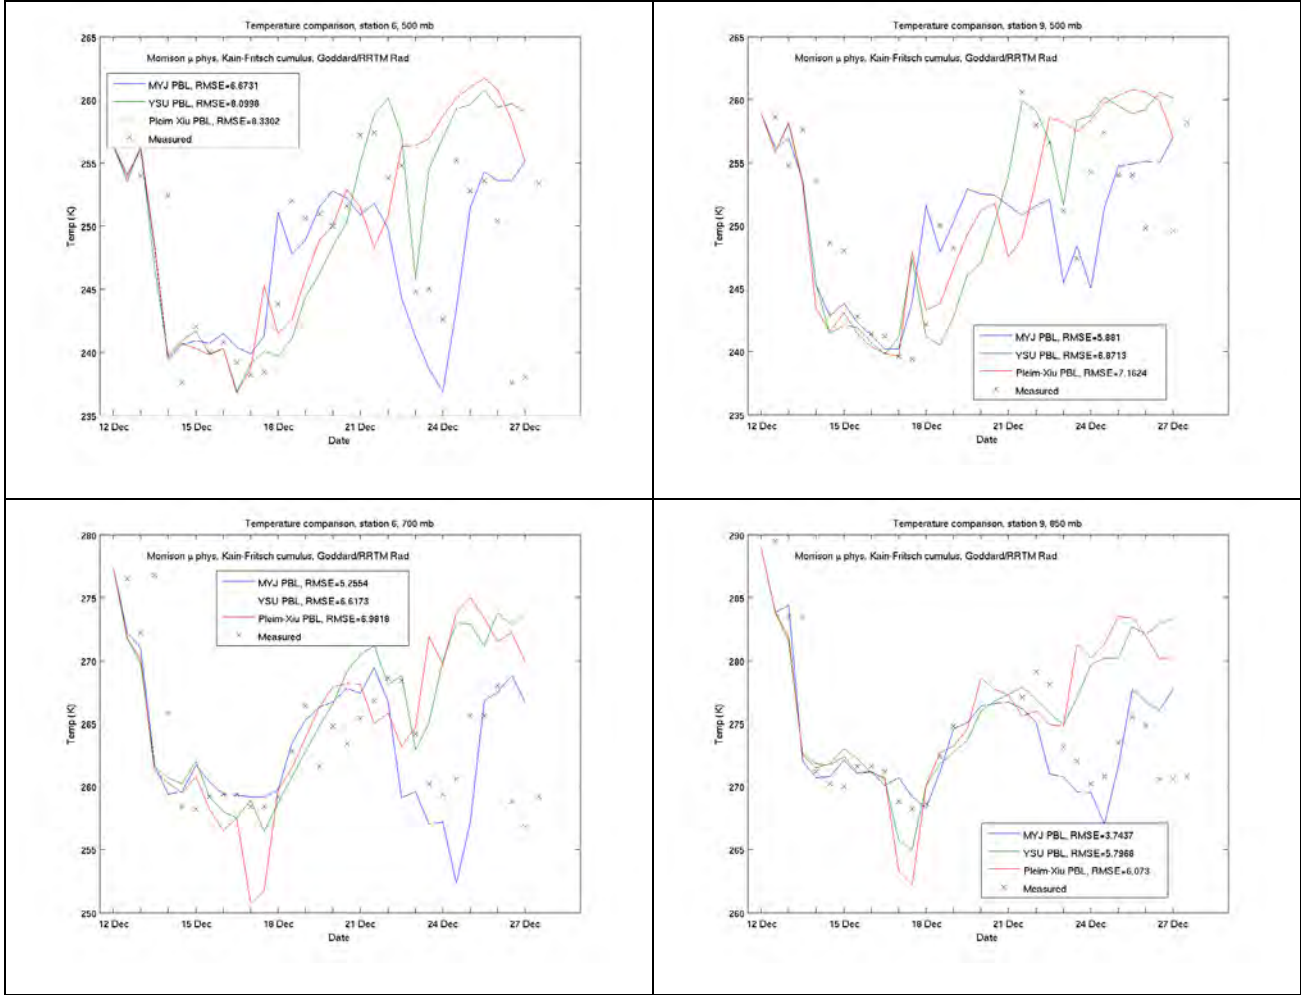 Temperature comparison, station 6, 500 mb
265
Morrison μ phys, Kain-Fritsch cumulus, Goddard/RRTM Rad
MYJ PBL, RMSE=6.6731
YSU PBL, RMSE=8.0998
Pleim Xiu PBL, RMSE=8.3302
Measured
260
255
250
245
240
235
Temp (K)
12 Dec 15 Dec 18 Dec 21 Dec 24 Dec 27 Dec
Date
Temperature comparison, station 9, 500 mb
265
Morrison μ phys, Kain-Fritsch cumulus, Goddard/RRTM Rad
260
255
250
245
240
235
Temp (K)
MYJ PBL, RMSE=5.881
YSU PBL, RMSE=6.8713
Pleim-Xiu PBL, RMSE=7.1624
Measured
12 Dec 15 Dec 18 Dec 21 Dec 24 Dec 27 Dec
Date
Temperature comparison, station 6, 700 mb
280
Morrison μ phys, Kain-Fritsch cumulus, Goddard/RRTM Rad
MYJ PBL, RMSE=5.2554
YSU PBL, RMSE=6.6173
Pleim-Xiu PBL, RMSE=6.9818
Measured
275
270
265
260
255
250
Temp (K)
12 Dec 15 Dec 18 Dec 21 Dec 24 Dec 27 Dec
Date
Temperature comparison, station 9, 850 mb
290
Morrison μ phys, Kain-Fritsch cumulus, Goddard/RRTM Rad
285
280
275
270
265
260
Temp (K)
MYJ PBL, RMSE=3.7437
YSU PBL, RMSE=5.7968
Pleim-Xiu PBL, RMSE=6.073
Measured
12 Dec 15 Dec 18 Dec 21 Dec 24 Dec 27 Dec
Date